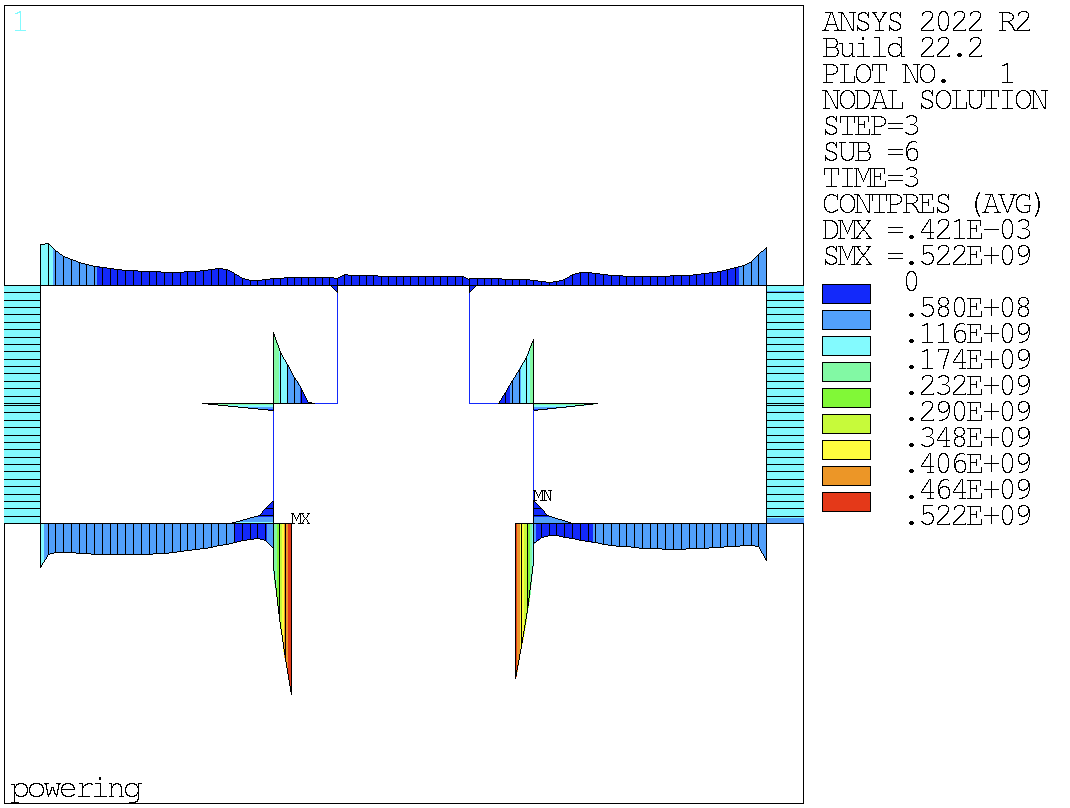 1
ANSYS 2022 R2
Build 22.2
PLOT NO. 1
NODAL SOLUTION
STEP=3
SUB =6
TIME=3
CONTPRES (AVG)
DMX =.421E-03
SMX =.522E+09
0
.580E+08
.116E+09
.174E+09
.232E+09
.290E+09
.348E+09
.406E+09
.464E+09
.522E+09
MN
MX
powering